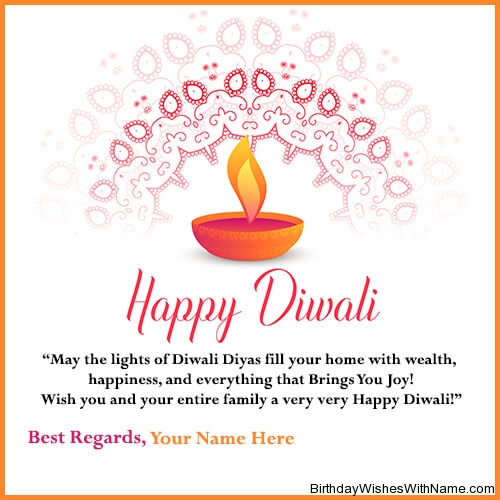 Happy Diwali
“May the lights of Diwali Diyas fill your home with wealth,
happiness, and everything that Brings You Joy!
Wish you and your entire family a very very Happy Diwali!”
Best Regards, Your Name Here
BirthdayWishesWithName.com